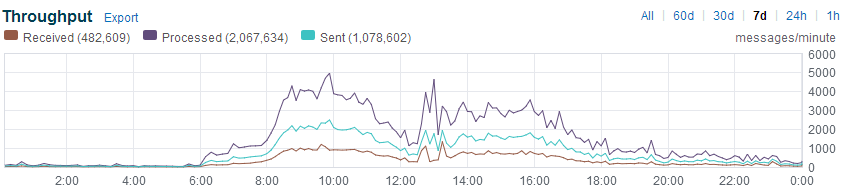 Throughput Export All 60d 30d 7d 24h 1h
Received (482,609) Processed (2,067,634) Sent (1,078,602) messages/minute
6000
5000
4000
3000
2000
1000
0
2:00 4:00 6:00 8:00 10:00 12:00 14:00 16:00 18:00 20:00 22:00 0:00